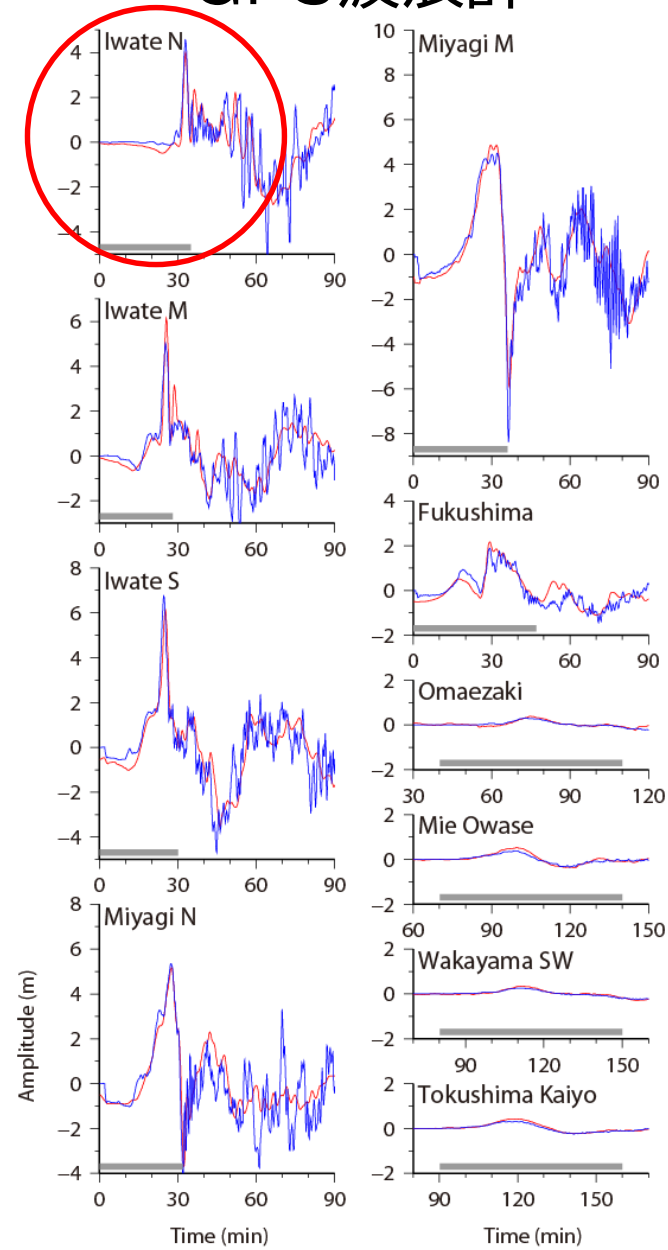 Iwate N
4
2
0
−2
−4
0 30 60 90
Iwate M
6
4
2
0
−2
0 30 60 90
Iwate S
8
6
4
2
0
−2
−4
0 30 60 90
Miyagi N
8
6
4
2
0
−2
−4
0 30 60 90
Amplitude (m)
Time (min)
Miyagi M
10
8
6
4
2
0
−2
−4
−6
−8
0 30 60 90
Fukushima
4
2
0
−2
0 30 60 90
Omaezaki
2
0
−2
30 60 90 120
Mie Owase
2
0
−2
60 90 120 150
Wakayama SW
2
0
−2
90 120 150
Tokushima Kaiyo
2
0
−2
90 120 150
Time (min)